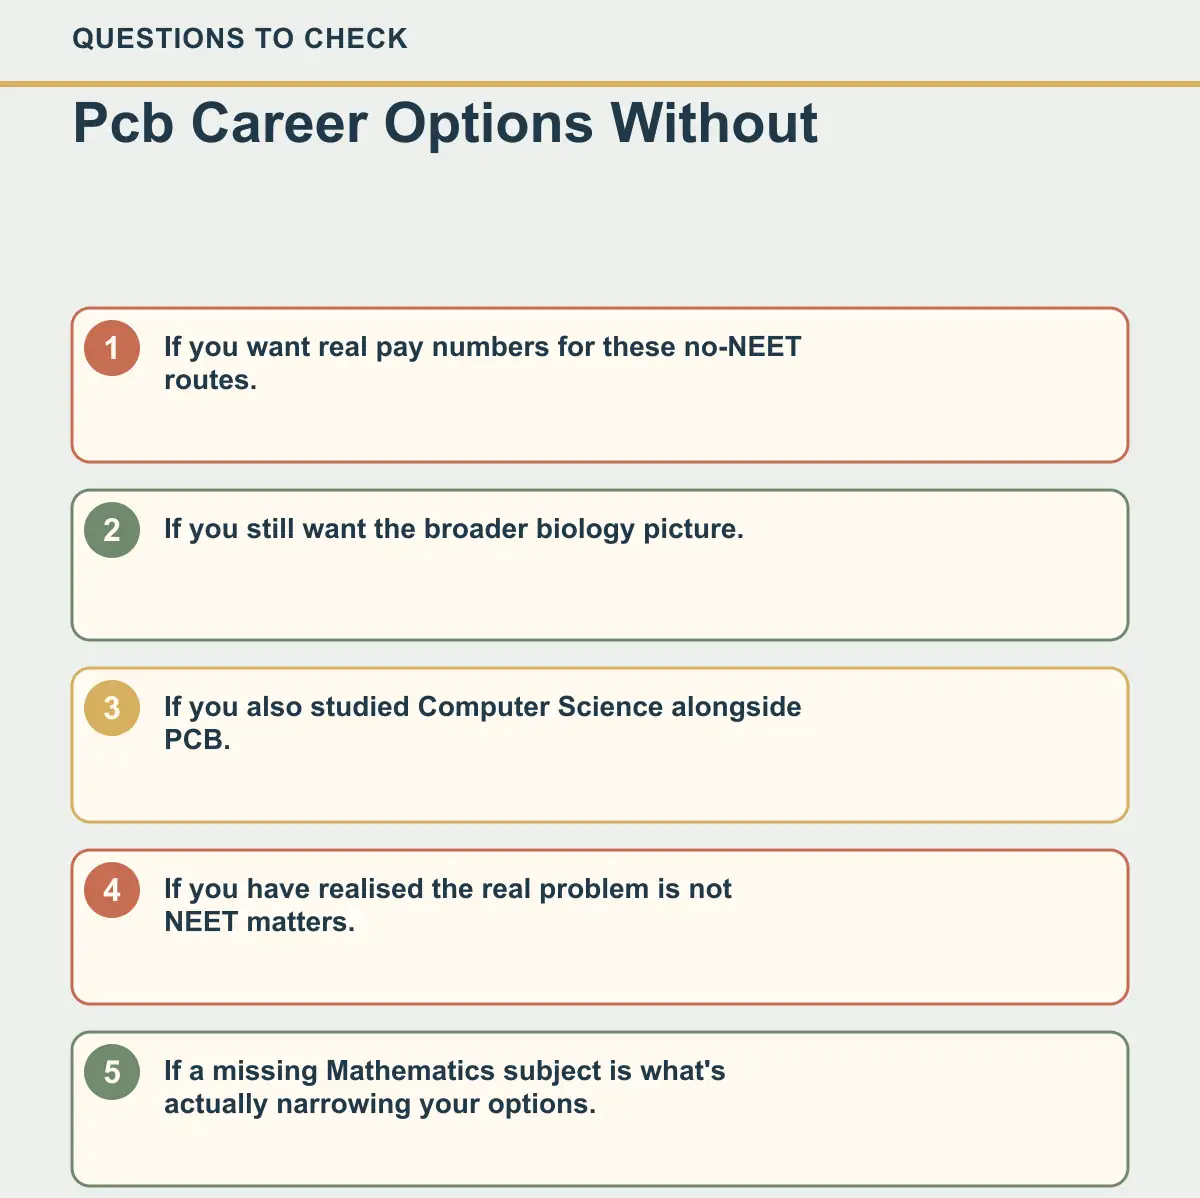 QUESTIONS TO CHECK
Pcb Career Options Without
1
If you want real pay numbers for these no-NEET
routes.
2
If you still want the broader biology picture.
3
If you also studied Computer Science alongside
PCB.
4
If you have realised the real problem is not
NEET matters.
5
If a missing Mathematics subject is what's
actually narrowing your options.